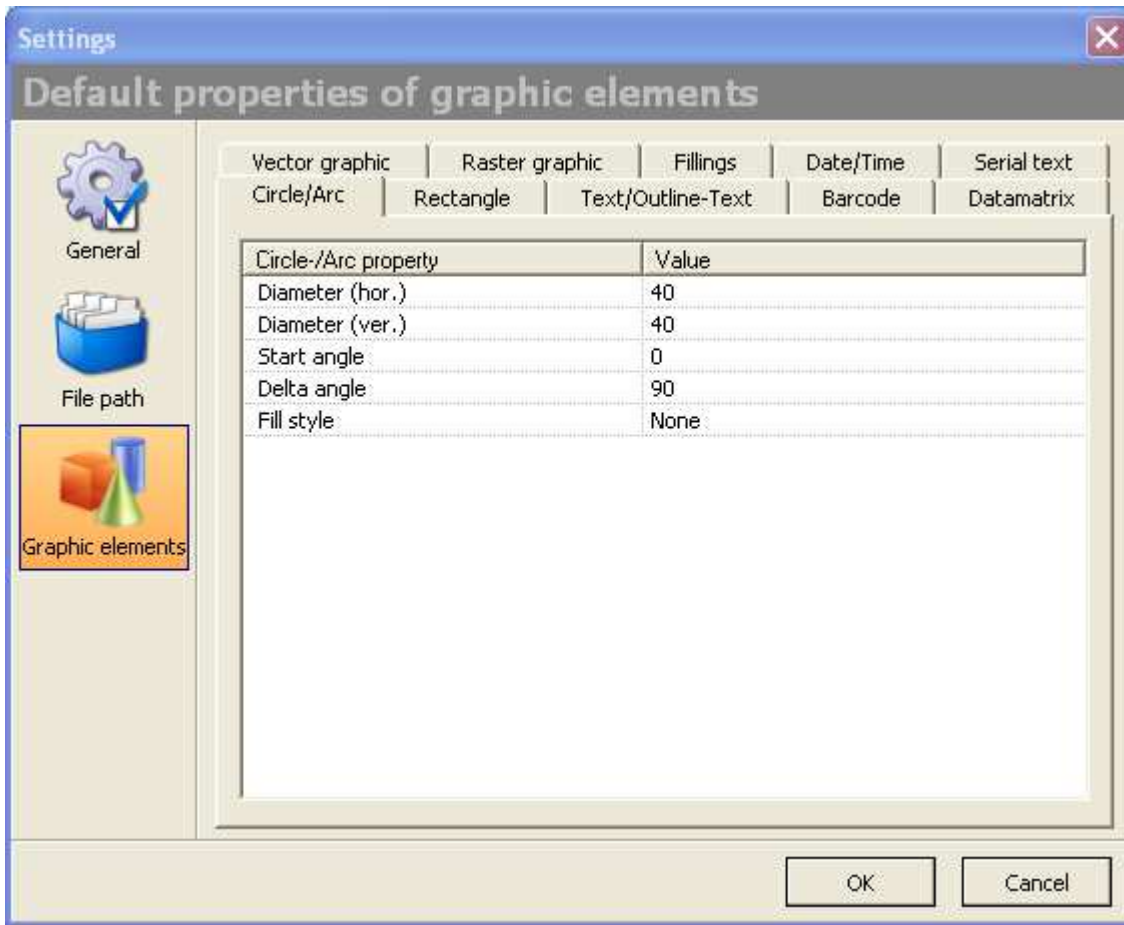 Settings
Default properties of graphic elements
General
File path
Graphic elements
Vector graphic Raster graphic Fillings Date/Time Serial text
Circle/Arc Rectangle Text/Outline-Text Barcode Datamatrix
Circle-/Arc property Value
Diameter (hor.) 40
Diameter (ver.) 40
Start angle 0
Delta angle 90
Fill style None
OK Cancel